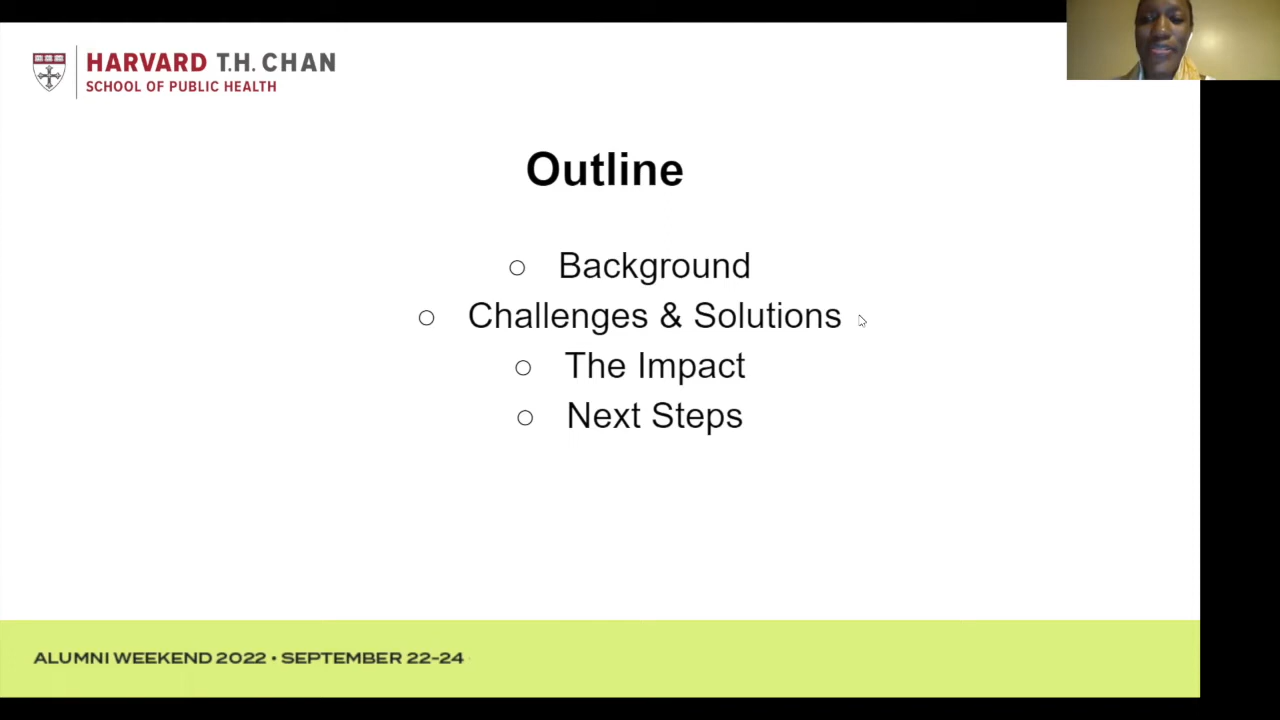 HARVARD T.H. CHAN
SCHOOL OF PUBLIC HEALTH
Outline
○ Background
○ Challenges & Solutions
○ The Impact
○ Next Steps
ALUMNI WEEKEND 2022 • SEPTEMBER 22–24